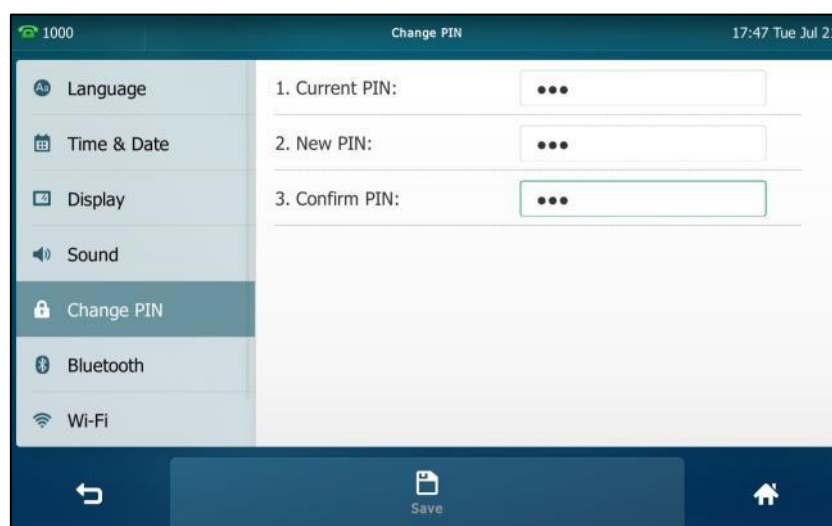 1000 Change PIN 17:47 Tue Jul 2
Language
1. Current PIN: •••
Time & Date
2. New PIN: •••
Display
3. Confirm PIN: •••
Sound
Change PIN
Bluetooth
Wi-Fi
Save